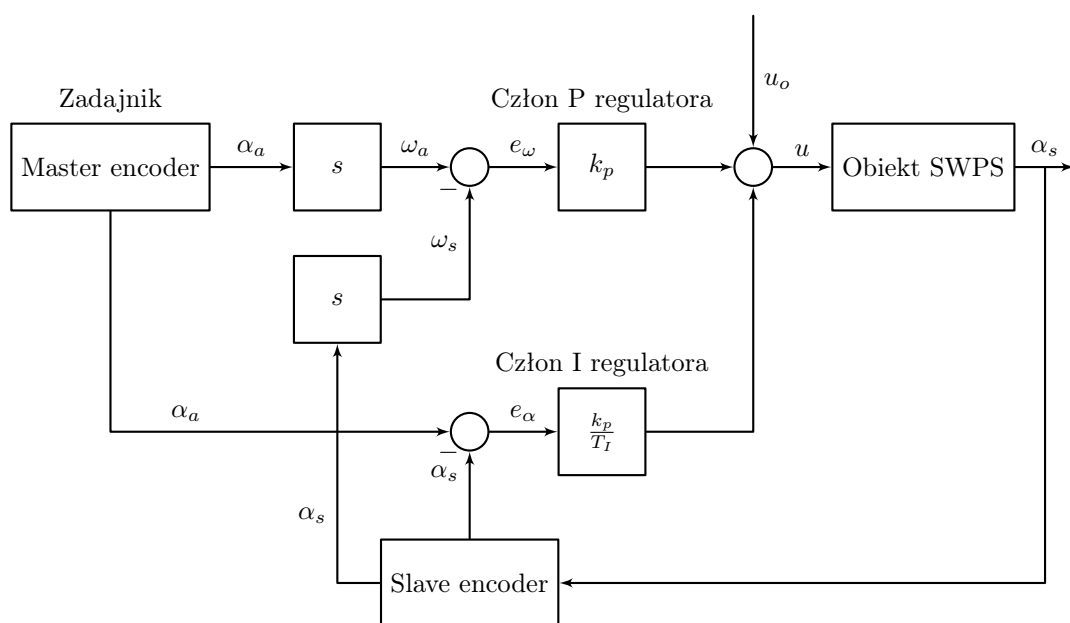 Zadajnik
Człon P regulatora
u_o
Master encoder
α_a
s
ω_a
−
e_ω
k_p
u
Obiekt SWPS
α_s
ω_s
s
Człon I regulatora
α_a
−
e_α
k_p
T_I
α_s
α_s
Slave encoder